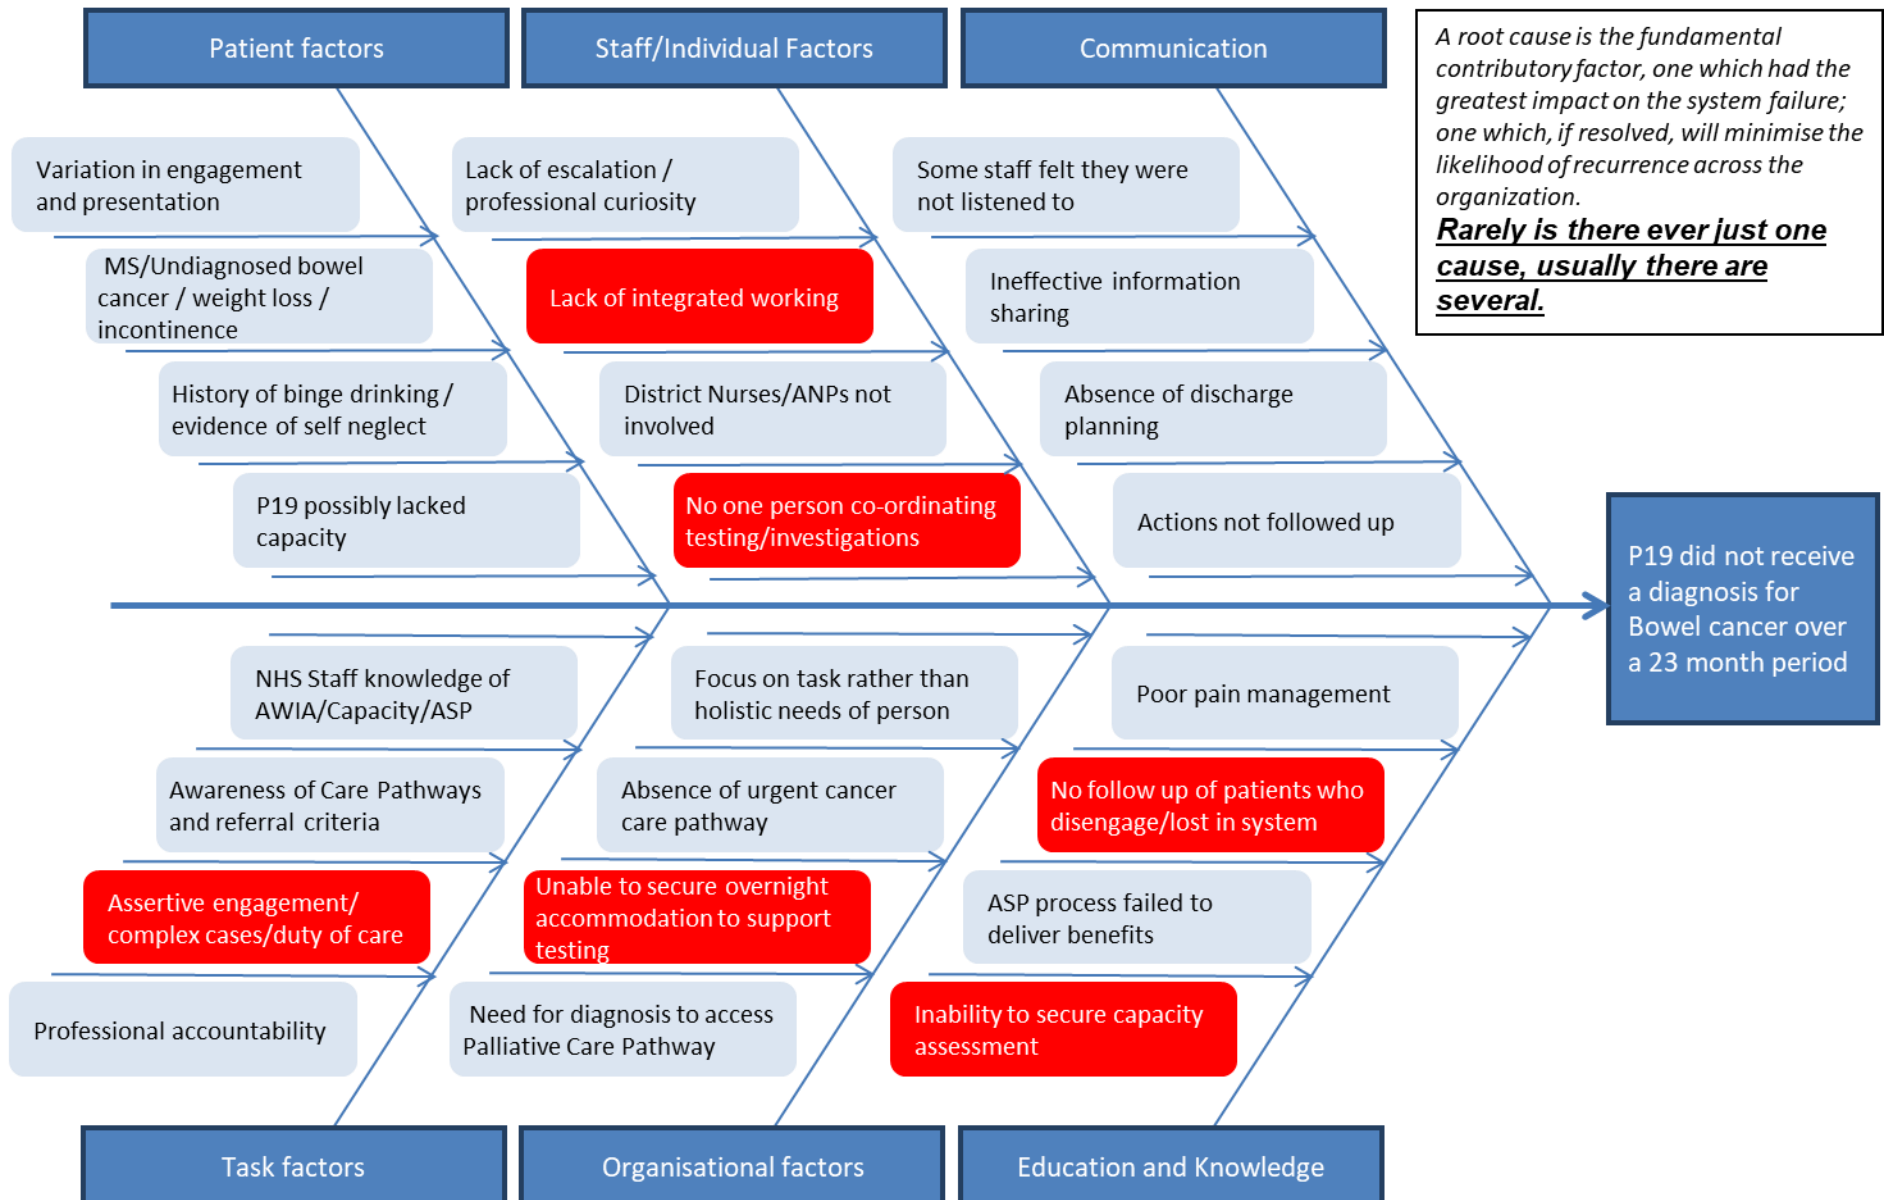 Patient factors
Staff/Individual Factors
Communication
A root cause is the fundamental
contributory factor, one which had the
greatest impact on the system failure;
one which, if resolved, will minimise the
likelihood of recurrence across the
organization.
Rarely is there ever just one
cause, usually there are
several.
Variation in engagement
and presentation
MS/Undiagnosed bowel
cancer / weight loss /
incontinence
History of binge drinking /
evidence of self neglect
P19 possibly lacked
capacity
Lack of escalation /
professional curiosity
Lack of integrated working
District Nurses/ANPs not
involved
No one person co-ordinating
testing/investigations
Some staff felt they were
not listened to
Ineffective information
sharing
Absence of discharge
planning
Actions not followed up
P19 did not receive
a diagnosis for
Bowel cancer over
a 23 month period
NHS Staff knowledge of
AWIA/Capacity/ASP
Awareness of Care Pathways
and referral criteria
Assertive engagement/
complex cases/duty of care
Professional accountability
Focus on task rather than
holistic needs of person
Absence of urgent cancer
care pathway
Unable to secure overnight
accommodation to support
testing
Need for diagnosis to access
Palliative Care Pathway
Poor pain management
No follow up of patients who
disengage/lost in system
ASP process failed to
deliver benefits
Inability to secure capacity
assessment
Task factors
Organisational factors
Education and Knowledge